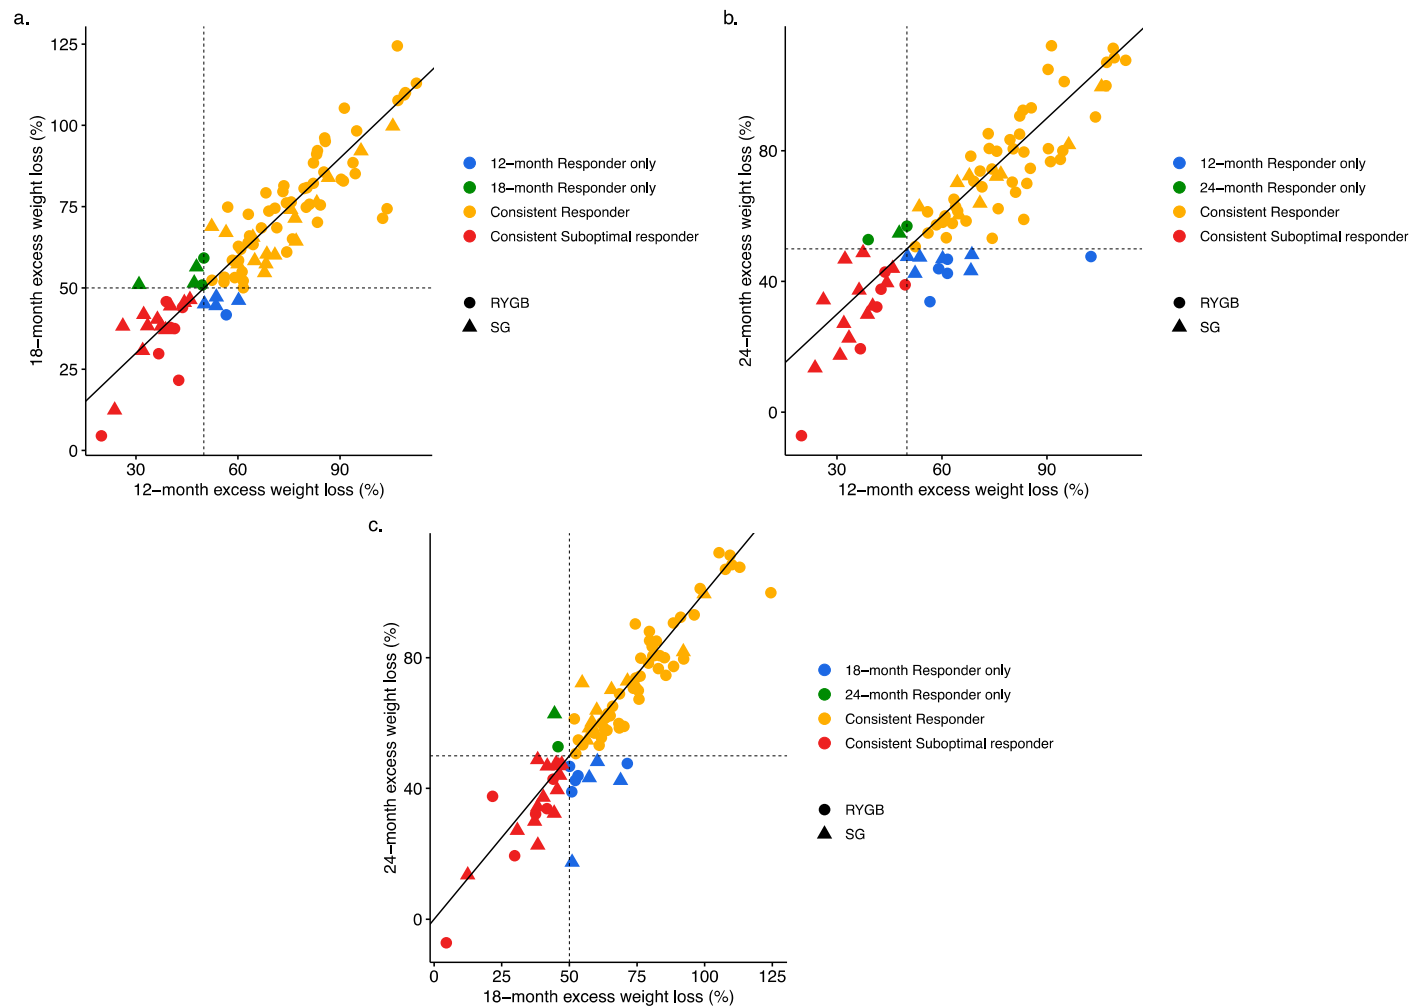 a.
125
100
75
50
25
0
18−month excess weight loss (%)
30
60
90
12−month excess weight loss (%)
12−month Responder only
18−month Responder only
Consistent Responder
Consistent Suboptimal responder
RYGB
SG
b.
80
40
0
24−month excess weight loss (%)
30
60
90
12−month excess weight loss (%)
12−month Responder only
24−month Responder only
Consistent Responder
Consistent Suboptimal responder
RYGB
SG
c.
80
40
0
24−month excess weight loss (%)
0
25
50
75
100
125
18−month excess weight loss (%)
18−month Responder only
24−month Responder only
Consistent Responder
Consistent Suboptimal responder
RYGB
SG